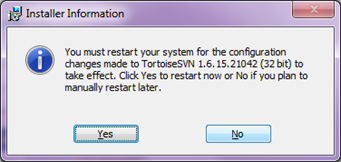 Installer Information
You must restart your system for the configuration
changes made to TortoiseSVN 1.6.15.21042 (32 bit) to
take effect. Click Yes to restart now or No if you plan to
manually restart later.
Yes
No